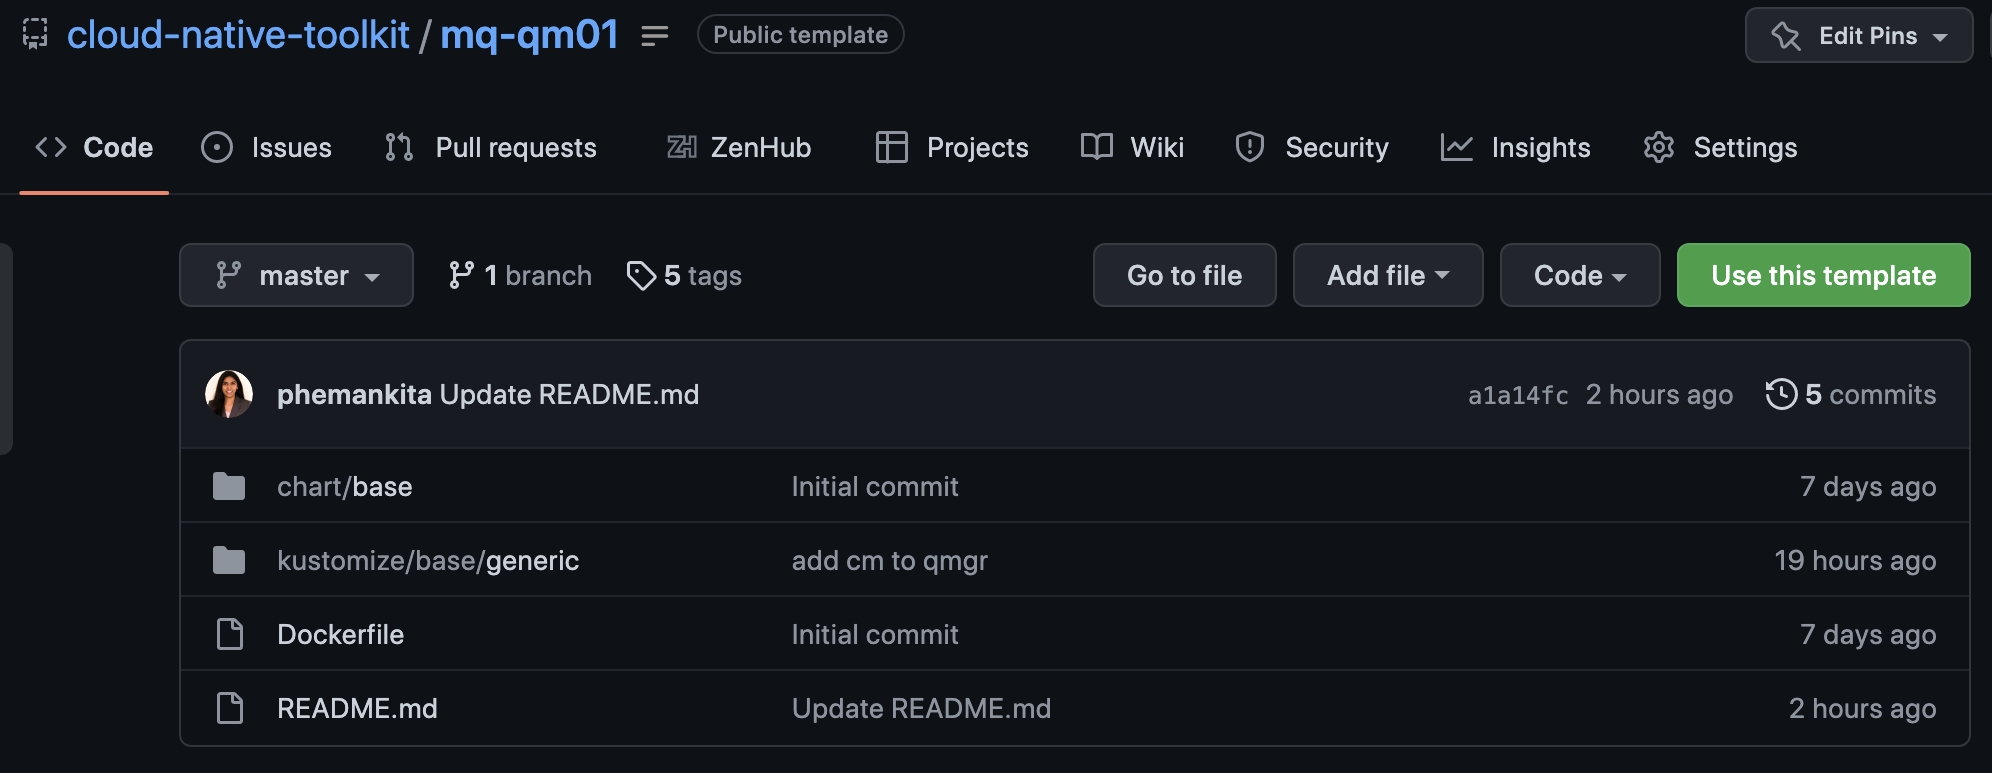 cloud-native-toolkit / mq-qm01 Public template Edit Pins
Code Issues Pull requests ZenHub Projects Wiki Security Insights Settings
master 1 branch 5 tags Go to file Add file Code Use this template
phemankita Update README.md a1a14fc 2 hours ago 5 commits
chart/base Initial commit 7 days ago
kustomize/base/generic add cm to qmgr 19 hours ago
Dockerfile Initial commit 7 days ago
README.md Update README.md 2 hours ago